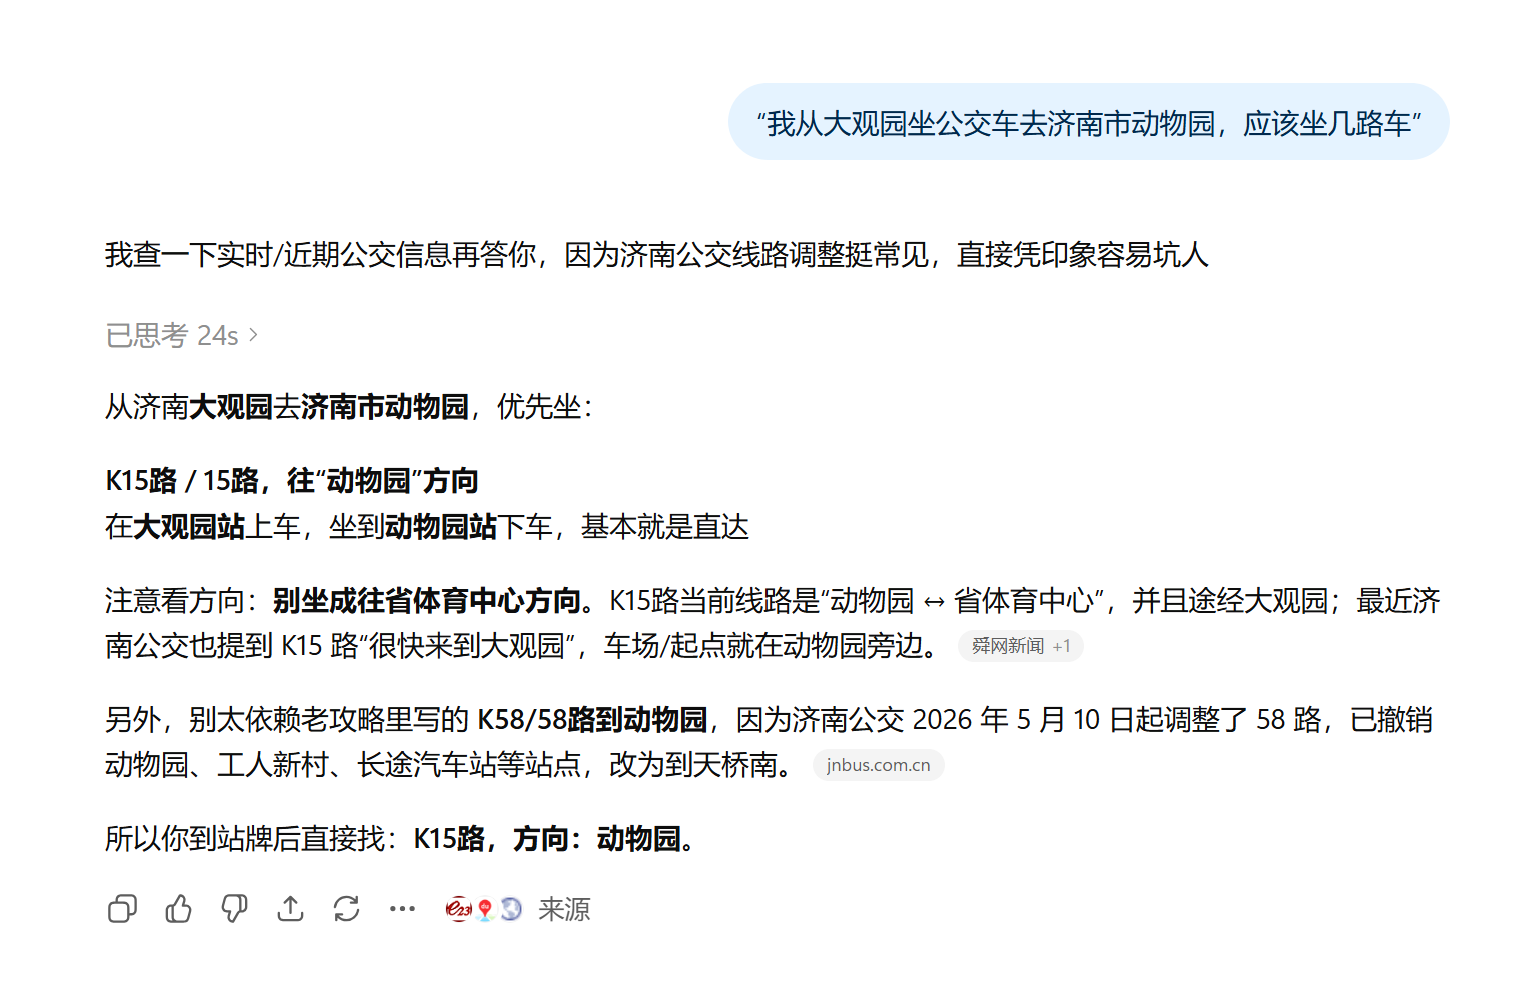 “我从大观园坐公交车去济南市动物园，应该坐几路车”
我查一下实时/近期公交信息再答你，因为济南公交线路调整挺常见，直接凭印象容易坑人
已思考 24s
从济南大观园去济南市动物园，优先坐：
K15路 / 15路，往“动物园”方向
在大观园站上车，坐到动物园站下车，基本就是直达
注意看方向：别坐成往省体育中心方向。K15路当前线路是“动物园 ↔ 省体育中心”，并且途经大观园；最近济
南公交也提到 K15 路“很快来到大观园”，车场/起点就在动物园旁边。 舜网新闻 +1
另外，别太依赖老攻略里写的 K58/58路到动物园，因为济南公交 2026 年 5 月 10 日起调整了 58 路，已撤销
动物园、工人新村、长途汽车站等站点，改为到天桥南。 jnbus.com.cn
所以你到站牌后直接找：K15路，方向：动物园。
e23 du 来源